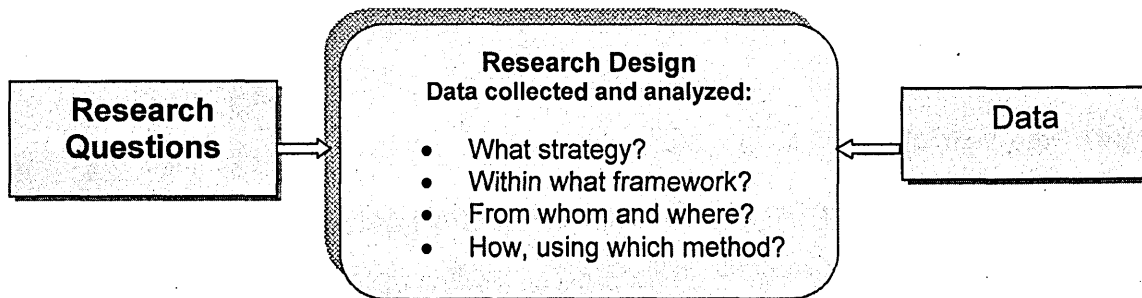 Research
Questions
Research Design
Data collected and analyzed:
• What strategy?
• Within what framework?
• From whom and where?
• How, using which method?
Data